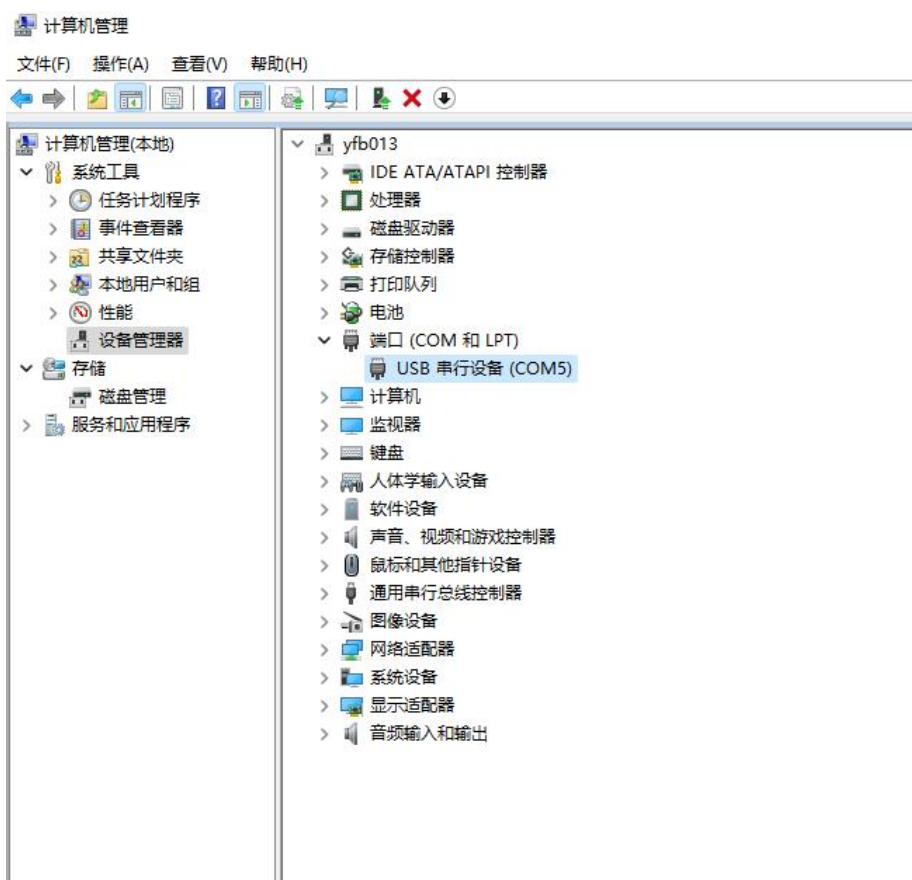 计算机管理
文件(F) 操作(A) 查看(V) 帮助(H)
计算机管理(本地)
系统工具
任务计划程序
事件查看器
共享文件夹
本地用户和组
性能
设备管理器
存储
磁盘管理
服务和应用程序
yfb013
IDE ATA/ATAPI 控制器
处理器
磁盘驱动器
存储控制器
打印队列
电池
端口 (COM 和 LPT)
USB 串行设备 (COM5)
计算机
监视器
键盘
人体学输入设备
软件设备
声音、视频和游戏控制器
鼠标和其他指针设备
通用串行总线控制器
图像设备
网络适配器
系统设备
显示适配器
音频输入和输出